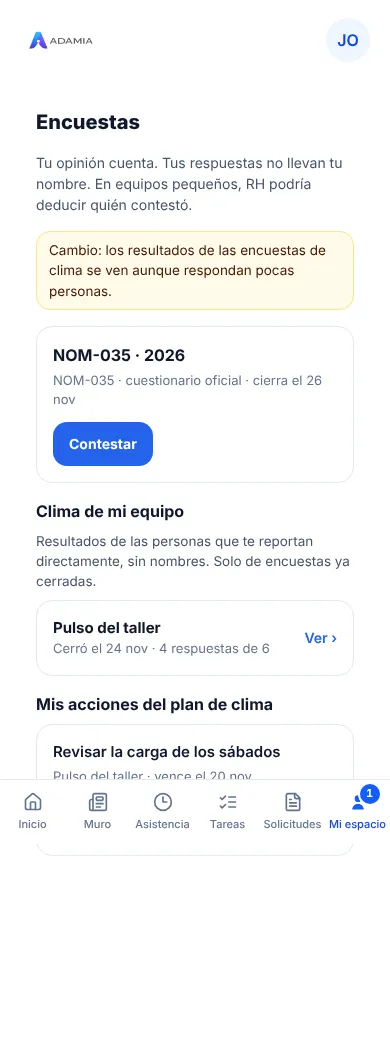 ADAMIA
JO
Encuestas
Tu opinión cuenta. Tus respuestas no llevan tu
nombre. En equipos pequeños, RH podría
deducir quién contestó.
Cambio: los resultados de las encuestas de
clima se ven aunque respondan pocas
personas.
NOM-035 · 2026
NOM-035 · cuestionario oficial · cierra el 26
nov
Contestar
Clima de mi equipo
Resultados de las personas que te reportan
directamente, sin nombres. Solo de encuestas ya
cerradas.
Pulso del taller
Cerró el 24 nov · 4 respuestas de 6
Ver ›
Mis acciones del plan de clima
Revisar la carga de los sábados
Pulso del taller · vence el 20 nov
1
Inicio
Muro
Asistencia
Tareas
Solicitudes
Mi espacio